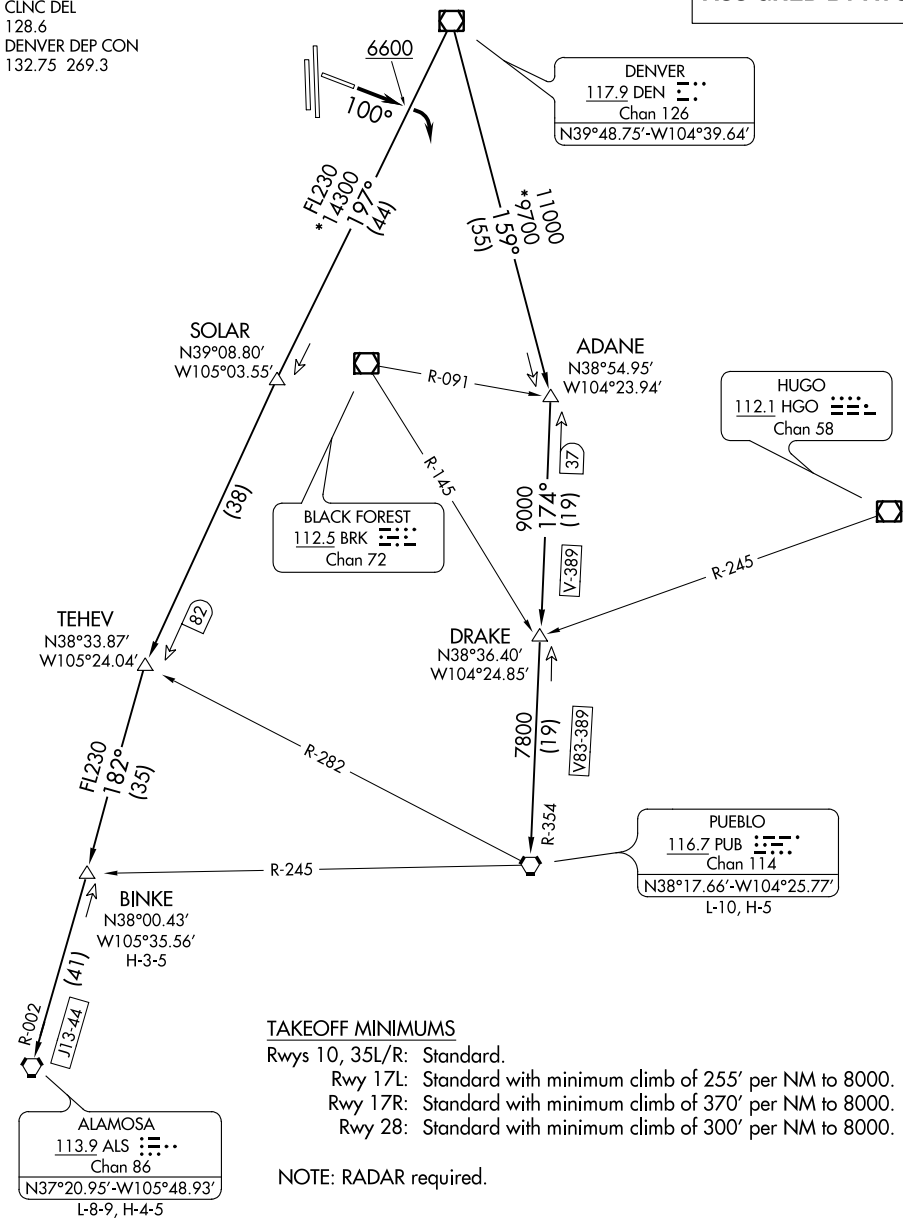 CLNC DEL
128.6
DENVER DEP CON
132.75 269.3
6600
100°
DENVER
117.9 DEN
Chan 126
N39°48.75’-W104°39.64’
FL230
*14300
197°
(44)
11000
*9700
159°
(55)
SOLAR
N39°08.80’
W105°03.55’
ADANE
N38°54.95’
W104°23.94’
R-091
HUGO
112.1 HGO
Chan 58
37
R-145
9000
174°
(19)
(38)
BLACK FOREST
112.5 BRK
Chan 72
V-389
R-245
82
TEHEV
N38°33.87’
W105°24.04’
DRAKE
N38°36.40’
W104°24.85’
7800
(19)
V83-389
R-282
FL230
182°
(35)
R-354
PUEBLO
116.7 PUB
Chan 114
N38°17.66’-W104°25.77’
L-10, H-5
R-245
BINKE
N38°00.43’
W105°35.56’
H-3-5
(41)
R-002
J13-44
TAKEOFF MINIMUMS
Rwys 10, 35L/R: Standard.
Rwy 17L: Standard with minimum climb of 255’ per NM to 8000.
Rwy 17R: Standard with minimum climb of 370’ per NM to 8000.
Rwy 28: Standard with minimum climb of 300’ per NM to 8000.
ALAMOSA
113.9 ALS
Chan 86
N37°20.95’-W105°48.93’
L-8-9, H-4-5
NOTE: RADAR required.